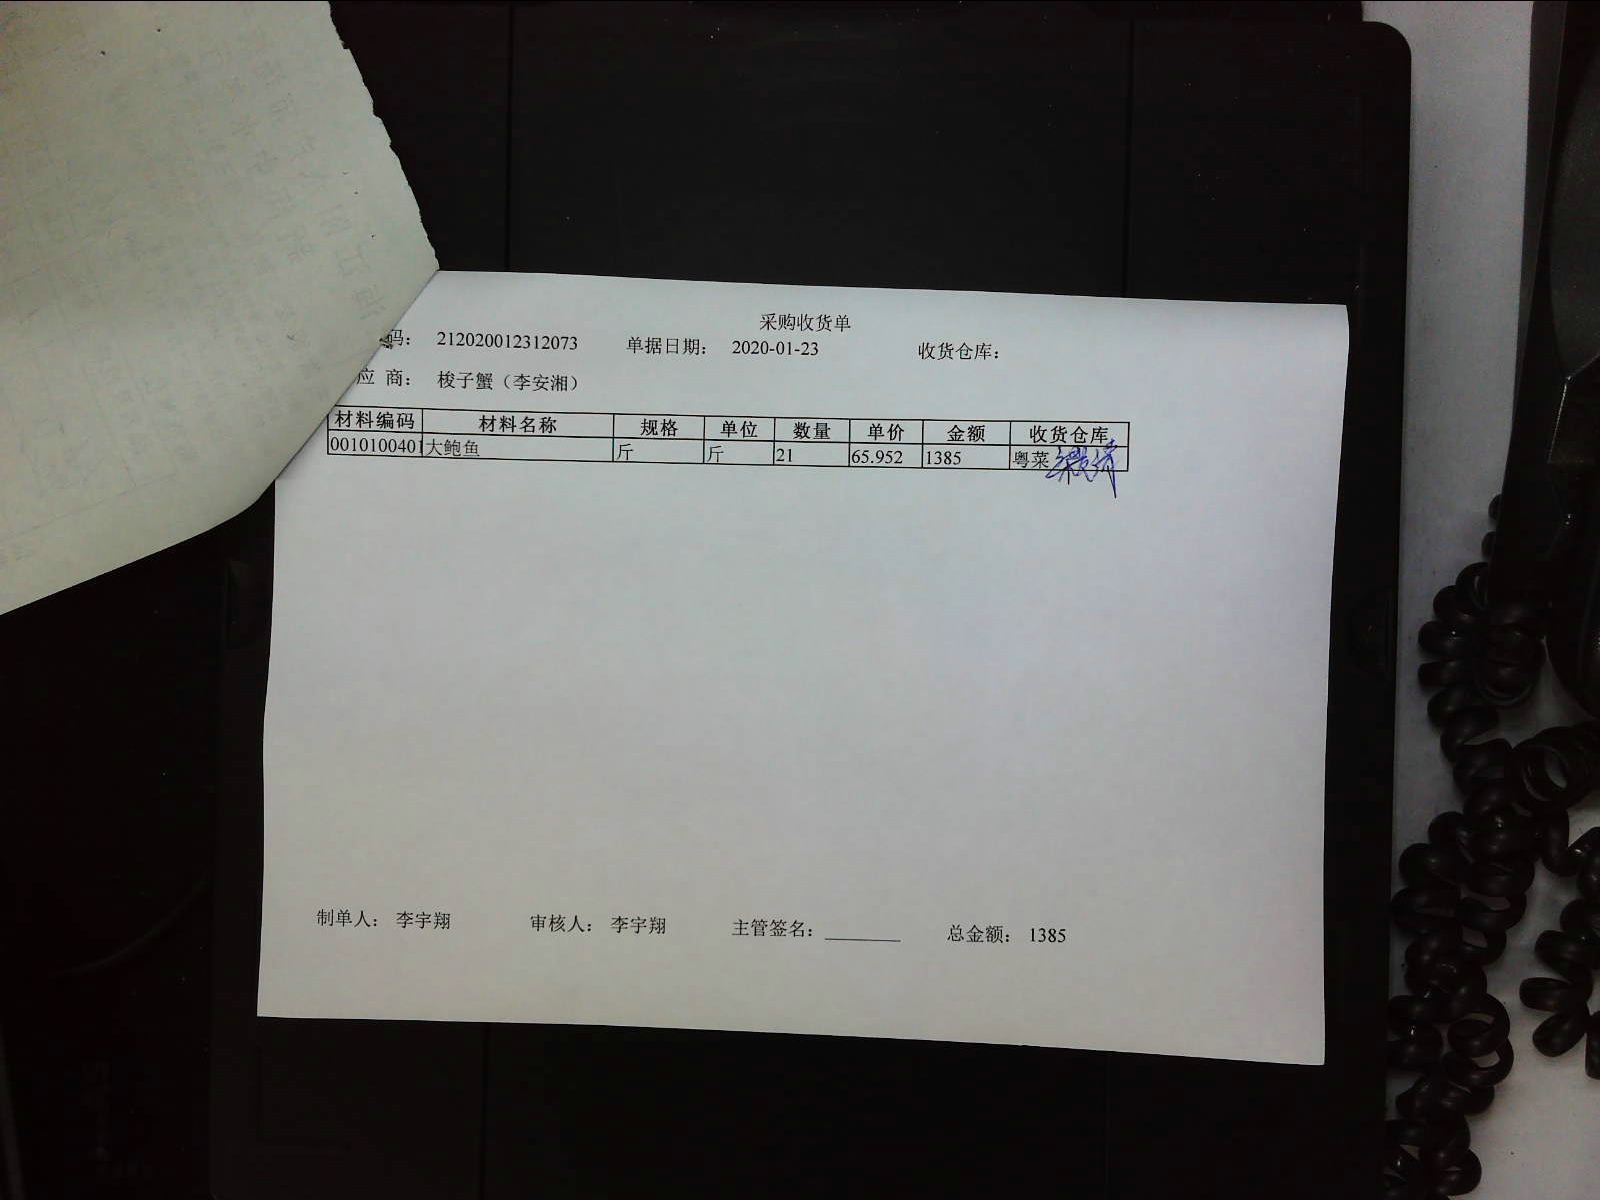 采购收货单
码： 212020012312073 单据日期： 2020-01-23 收货仓库：
应 商： 梭子蟹（李安湘）
材料编码 材料名称 规格 单位 数量 单价 金额 收货仓库
0010100401 大鲍鱼 斤 斤 21 65.952 1385 粤菜
制单人： 李宇翔 审核人： 李宇翔 主管签名：________ 总金额： 1385